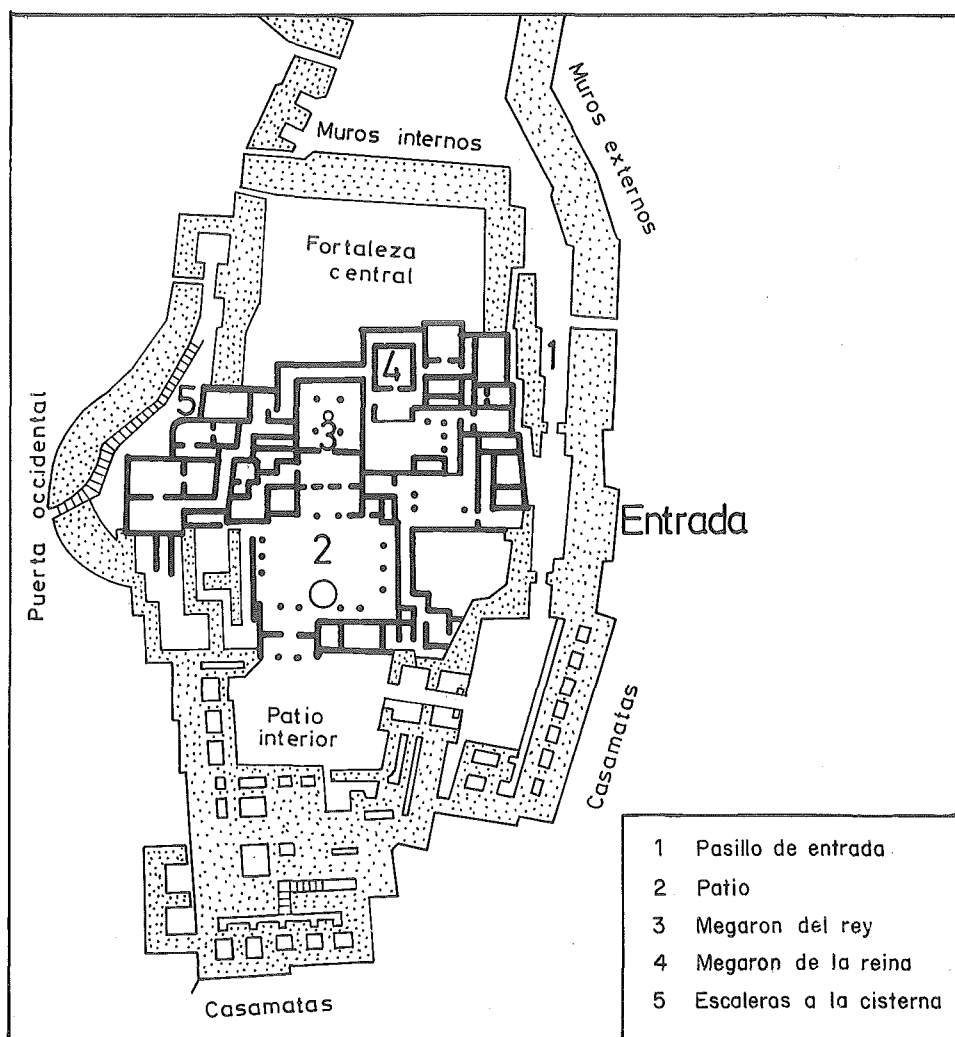 Muros internos
Muros externos
Fortaleza
central
1
4
5
3
Puerta occidental
Entrada
2
Patio
interior
Casamatas
Casamatas
1 Pasillo de entrada
2 Patio
3 Megaron del rey
4 Megaron de la reina
5 Escaleras a la cisterna